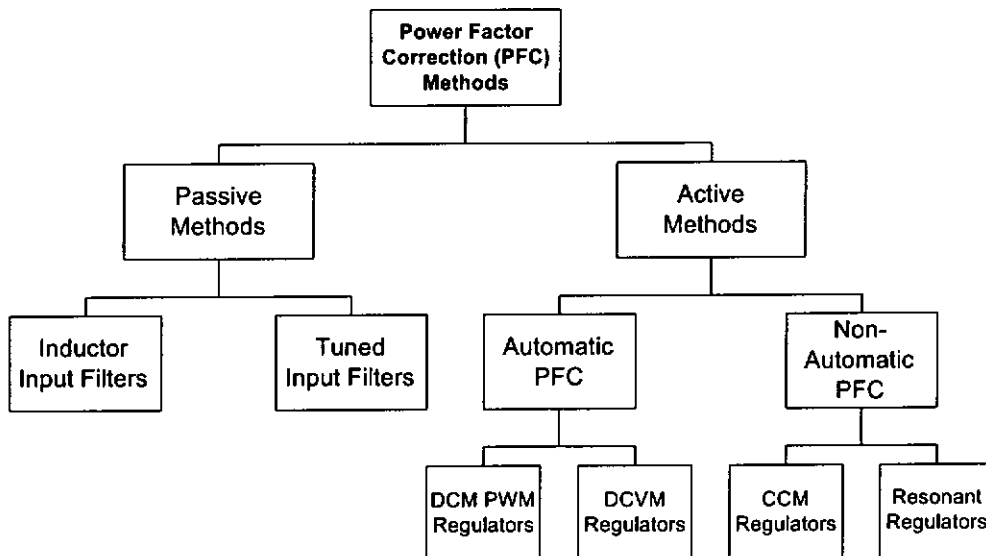 Power Factor
Correction (PFC)
Methods
Passive
Methods
Active
Methods
Inductor
Input Filters
Tuned
Input Filters
Automatic
PFC
Non-
Automatic
PFC
DCM PWM
Regulators
DCVM
Regulators
CCM
Regulators
Resonant
Regulators